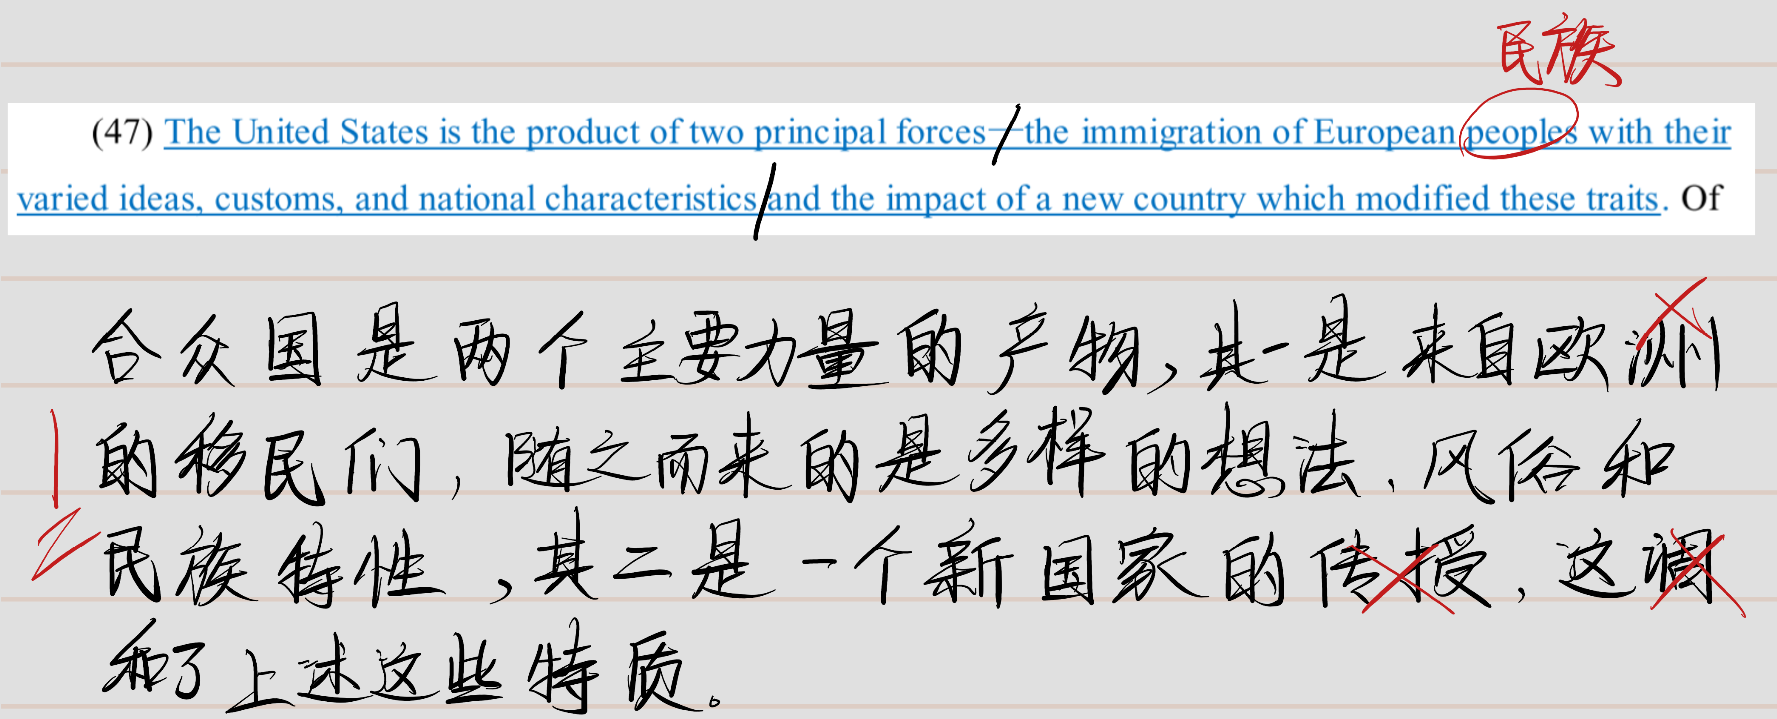 民族
(47) The United States is the product of two principal forces—the immigration of European peoples with their
varied ideas, customs, and national characteristics and the impact of a new country which modified these traits. Of
合众国是两个主要力量的产物,其一是来自欧洲
的移民们,随之而来的是多样的想法、风俗和
民族特性,其二是一个新国家的传授,这调
和了上述这些特质。